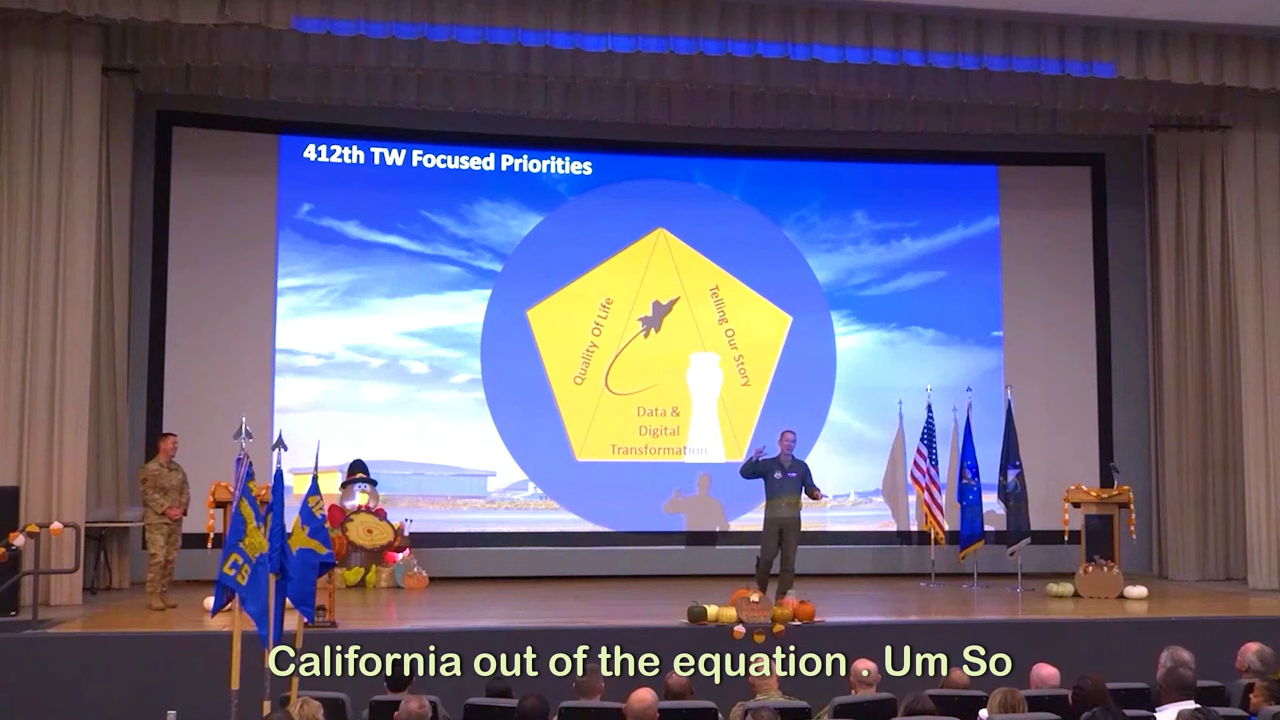 412th TW Focused Priorities
Quality Of Life
Telling Our Story
Data &
Digital
Transformation
CS
California out of the equation . Um So